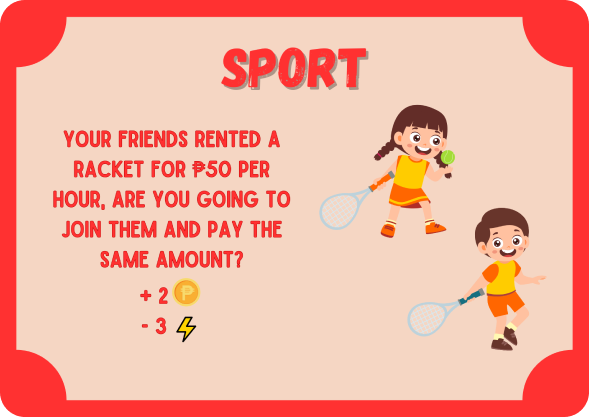 SPORT
YOUR FRIENDS RENTED A
RACKET FOR ₱50 PER
HOUR, ARE YOU GOING TO
JOIN THEM AND PAY THE
SAME AMOUNT?
+ 2 ₱
- 3